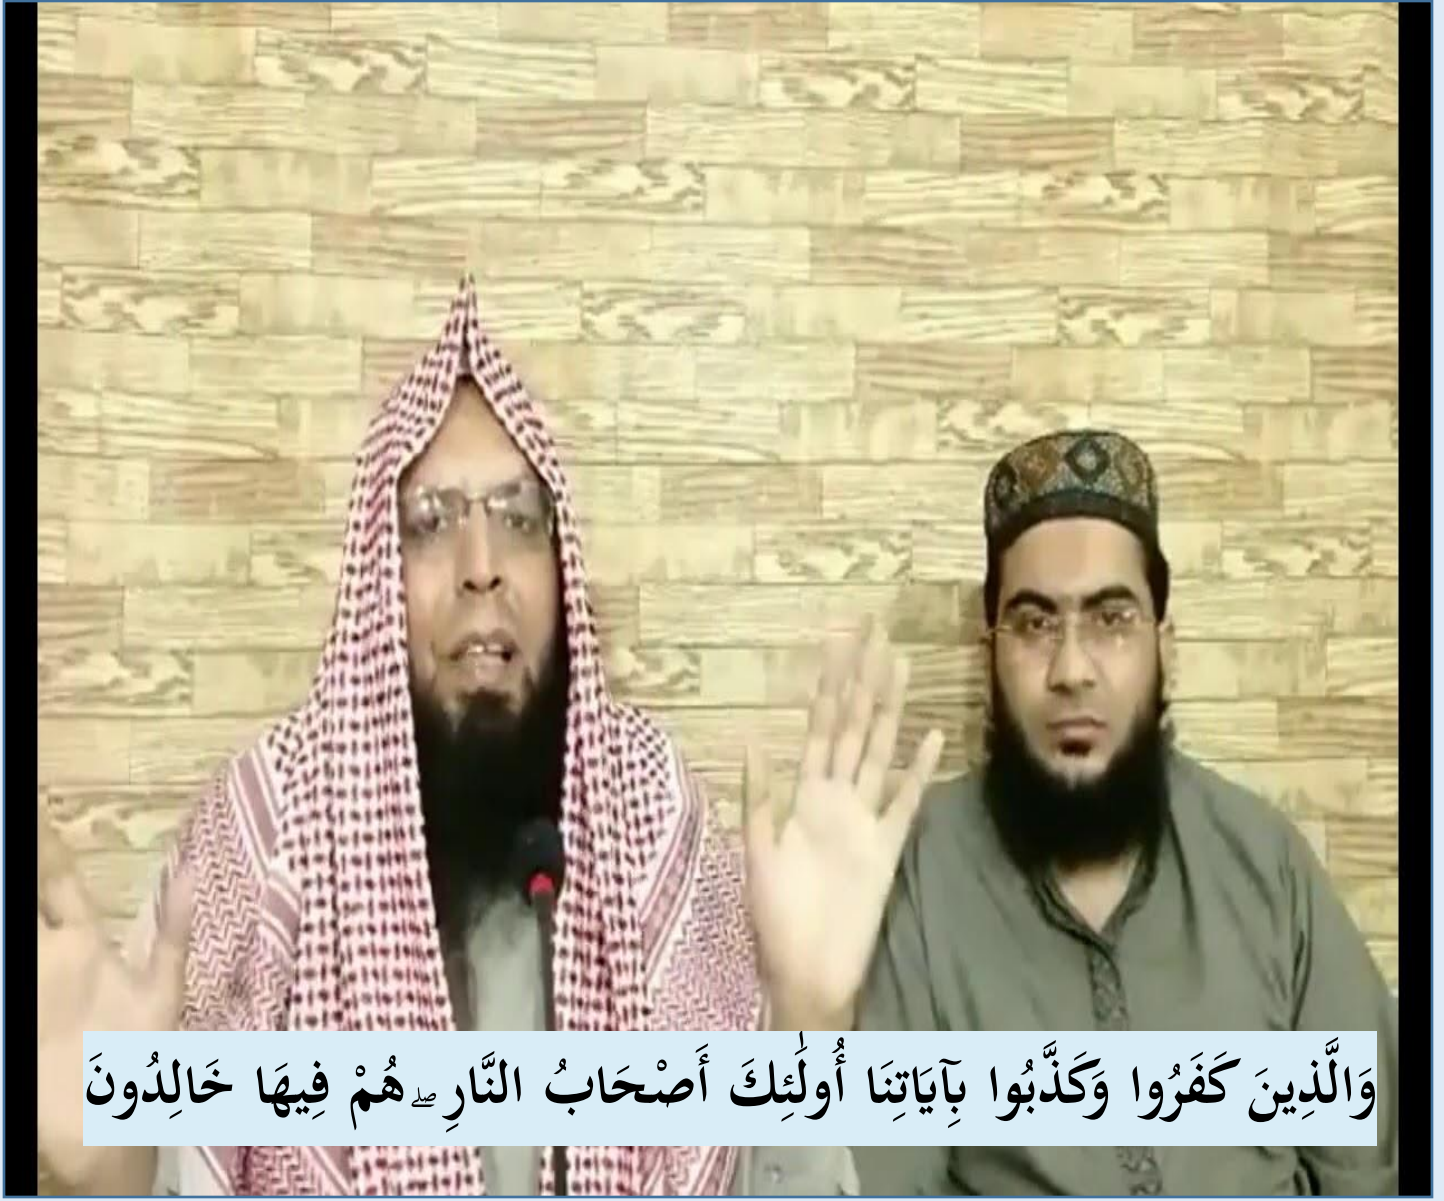 وَالَّذِينَ كَفَرُوا وَكَذَّبُوا بِآيَاتِنَا أُولَٰئِكَ أَصْحَابُ النَّارِ ۖ هُمْ فِيهَا خَالِدُونَ